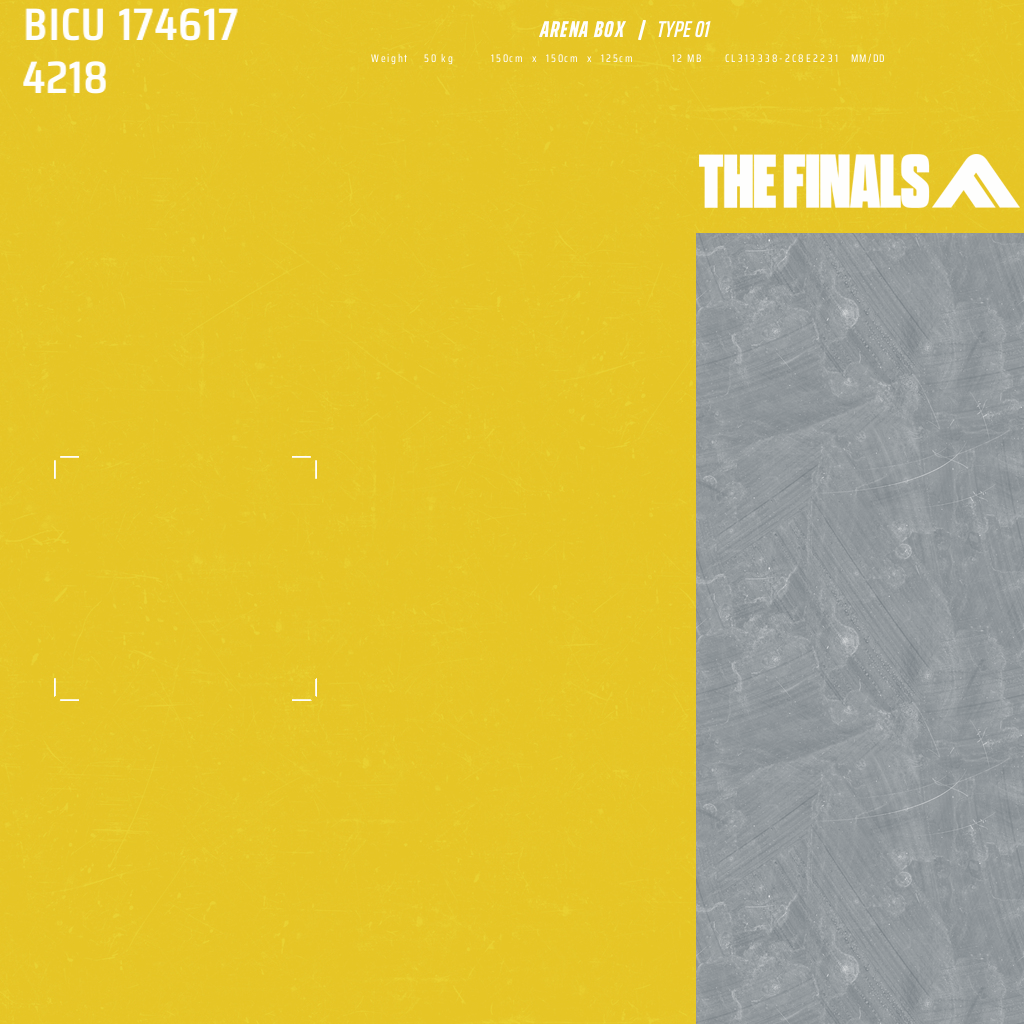 BICU 174617
4218
ARENA BOX / TYPE 01
Weight 50 kg 150cm x 150cm x 125cm 12 MB CL313338-2CBE2231 MM/DD
THE FINALS